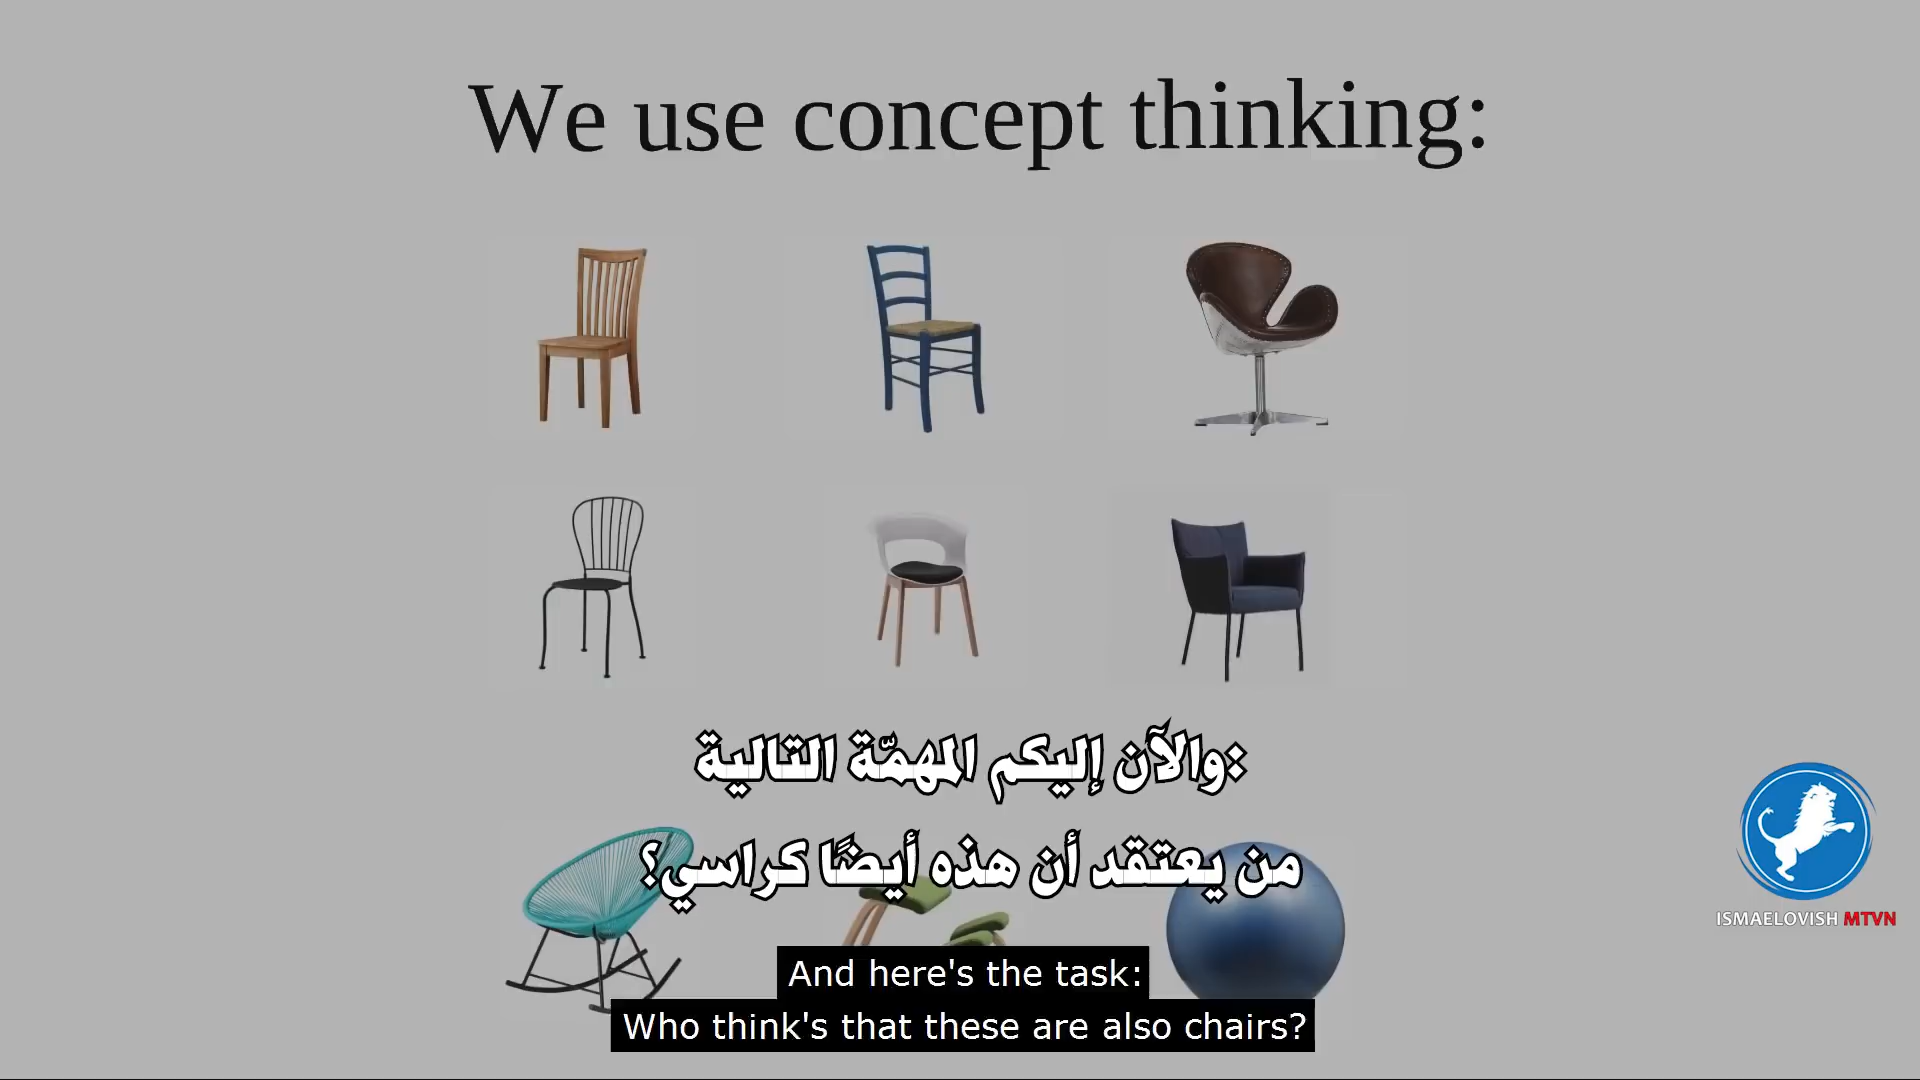 We use concept thinking:
والآن إليكم المهمّة التالية:
من يعتقد أن هذه أيضًا كراسي؟
ISMAELOVISH MTVN
And here's the task:
Who think's that these are also chairs?